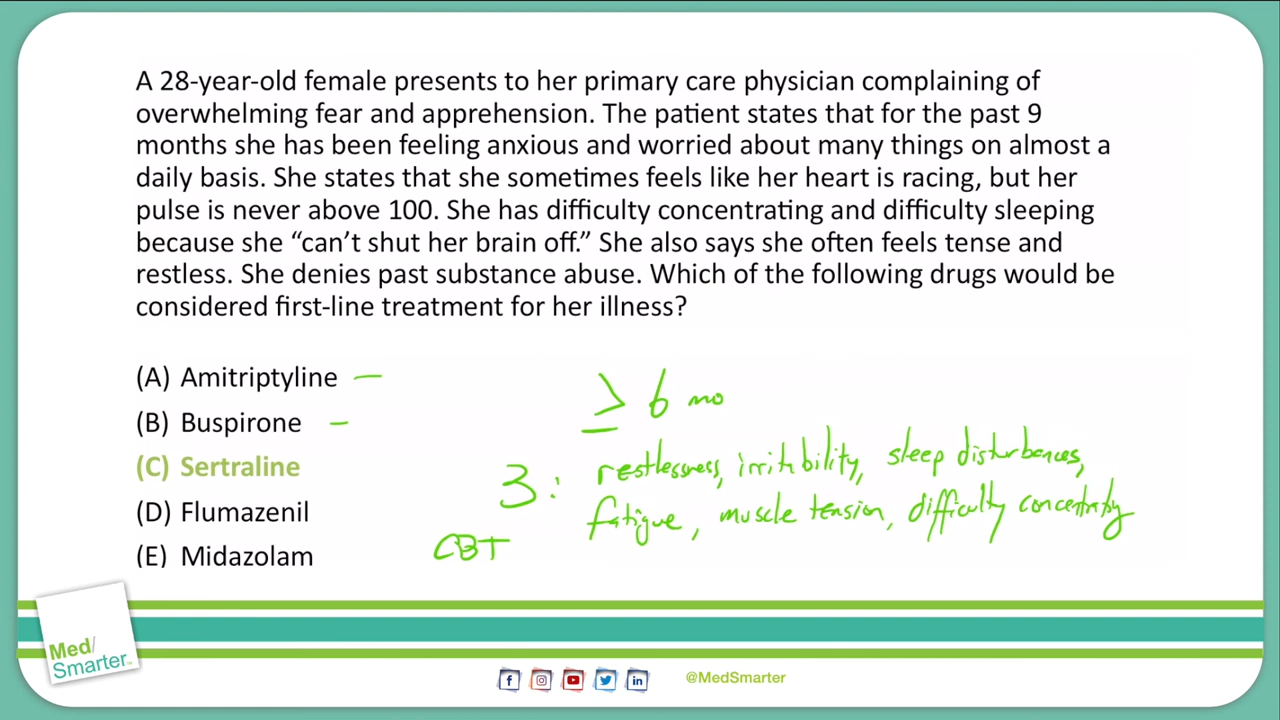 A 28-year-old female presents to her primary care physician complaining of
overwhelming fear and apprehension. The patient states that for the past 9
months she has been feeling anxious and worried about many things on almost a
daily basis. She states that she sometimes feels like her heart is racing, but her
pulse is never above 100. She has difficulty concentrating and difficulty sleeping
because she “can’t shut her brain off.” She also says she often feels tense and
restless. She denies past substance abuse. Which of the following drugs would be
considered first-line treatment for her illness?
(A) Amitriptyline –
(B) Buspirone –
(C) Sertraline
(D) Flumazenil
(E) Midazolam
≥ 6 mo
3: restlessness, irritability, sleep disturbances,
fatigue, muscle tension, difficulty concentrating
CBT
Med/
Smarter™
@MedSmarter